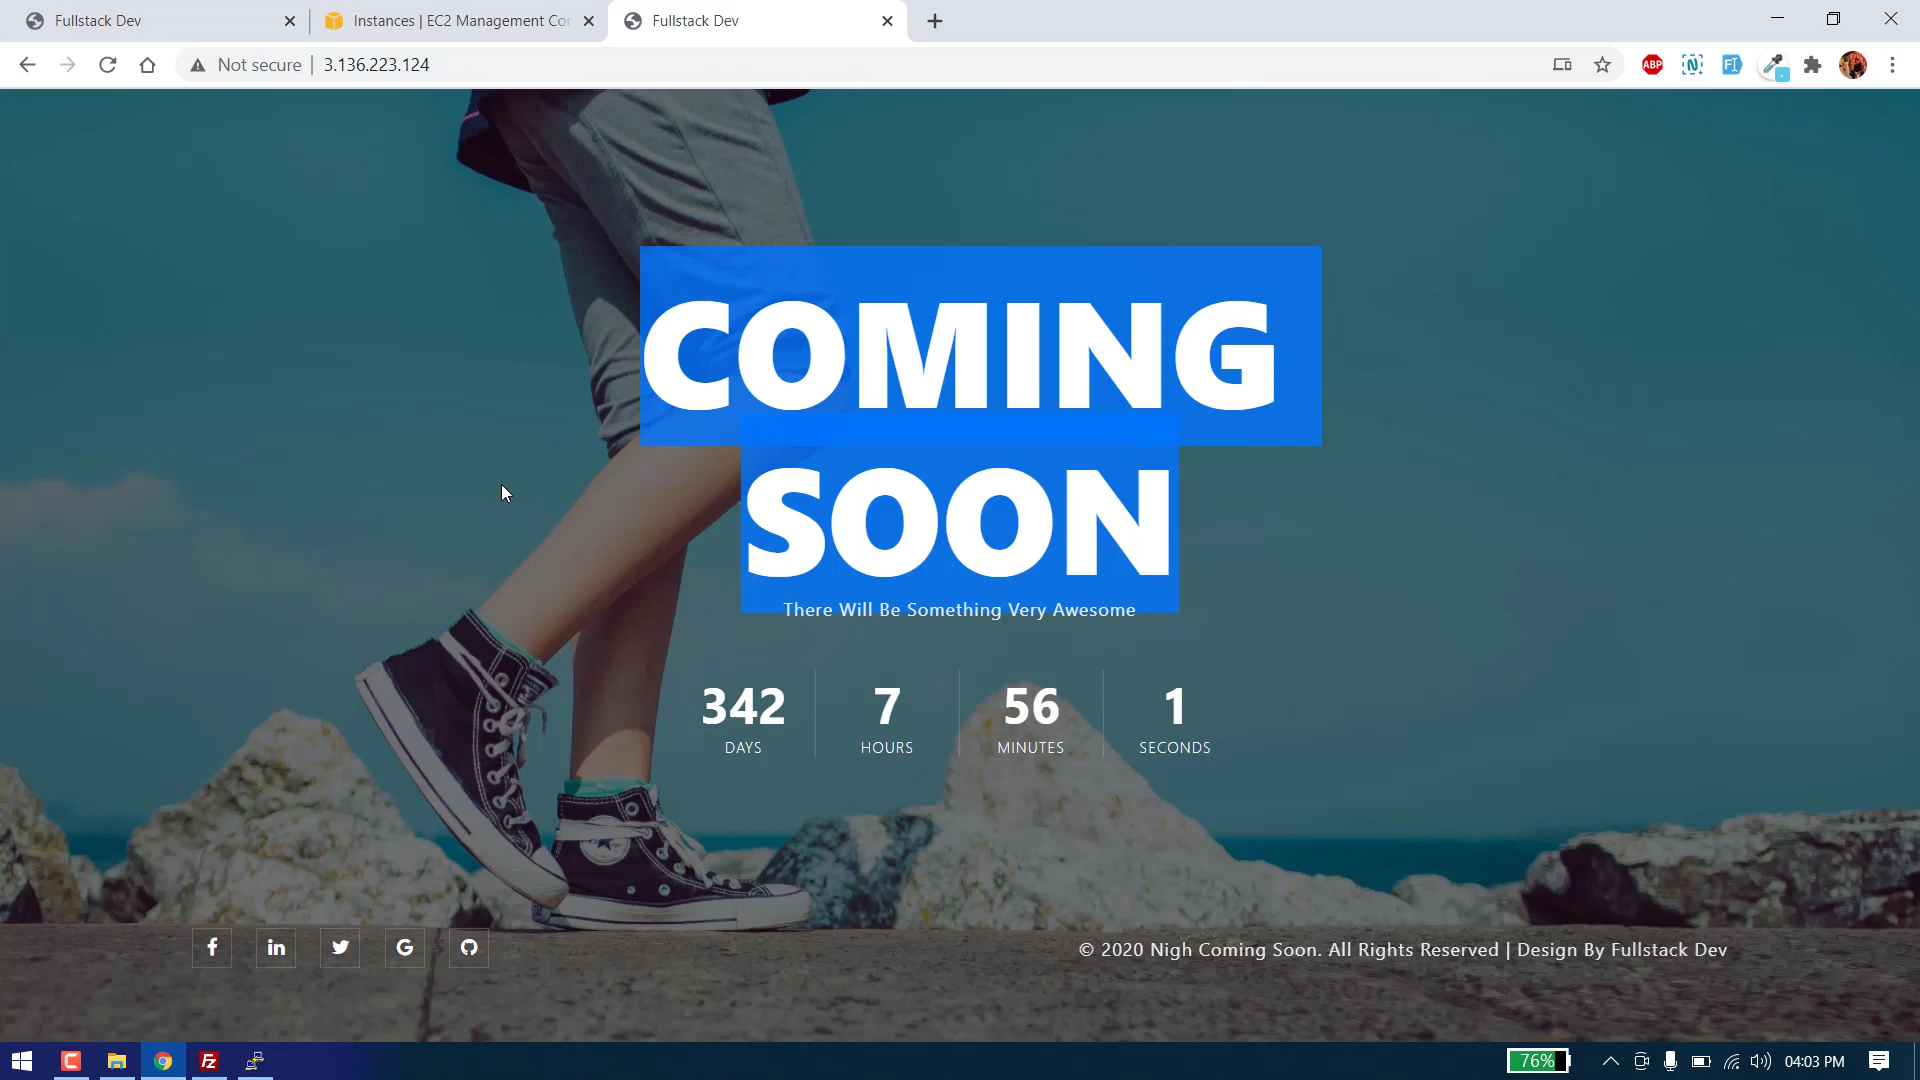 Fullstack Dev
Instances | EC2 Management Con
Fullstack Dev
Not secure
3.136.223.124
ABP
COMING
SOON
There Will Be Something Very Awesome
342
7
56
1
DAYS
HOURS
MINUTES
SECONDS
© 2020 Nigh Coming Soon. All Rights Reserved | Design By Fullstack Dev
76%
04:03 PM